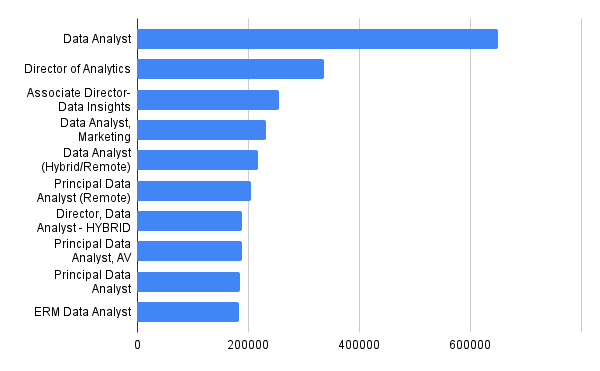 Data Analyst
Director of Analytics
Associate Director-
Data Insights
Data Analyst,
Marketing
Data Analyst
(Hybrid/Remote)
Principal Data
Analyst (Remote)
Director, Data
Analyst - HYBRID
Principal Data
Analyst, AV
Principal Data
Analyst
ERM Data Analyst
0 200000 400000 600000